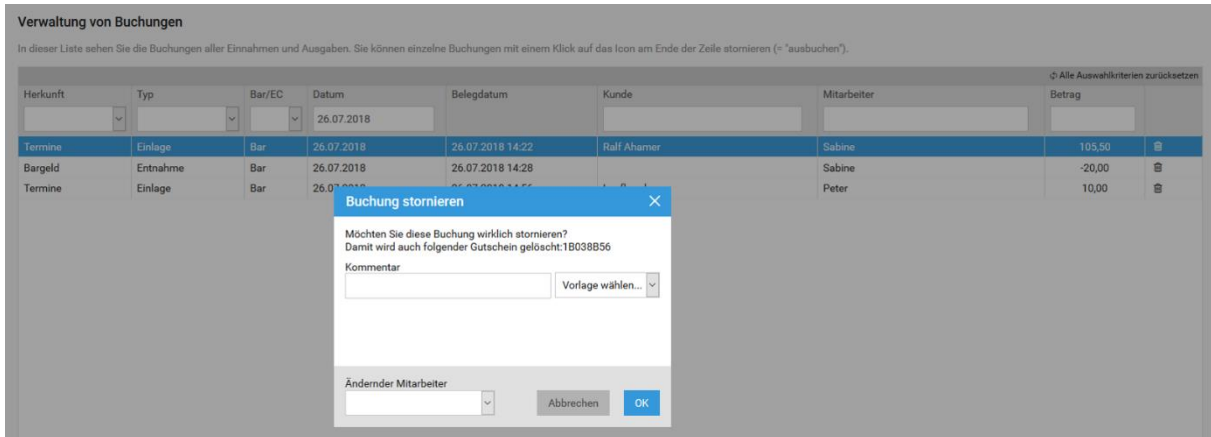 Verwaltung von Buchungen
In dieser Liste sehen Sie die Buchungen aller Einnahmen und Ausgaben. Sie können einzelne Buchungen mit einem Klick auf das Icon am Ende der Zeile stornieren (= "ausbuchen").
Alle Auswahlkriterien zurücksetzen
Herkunft Typ Bar/EC Datum Belegdatum Kunde Mitarbeiter Betrag
26.07.2018
Termine Einlage Bar 26.07.2018 26.07.2018 14:22 Ralf Ahamer Sabine 105,50
Bargeld Entnahme Bar 26.07.2018 26.07.2018 14:28 Sabine -20,00
Termine Einlage Bar Peter 10,00
Buchung stornieren
Möchten Sie diese Buchung wirklich stornieren?
Damit wird auch folgender Gutschein gelöscht:1B038B56
Kommentar
Vorlage wählen...
Ändernder Mitarbeiter
Abbrechen OK